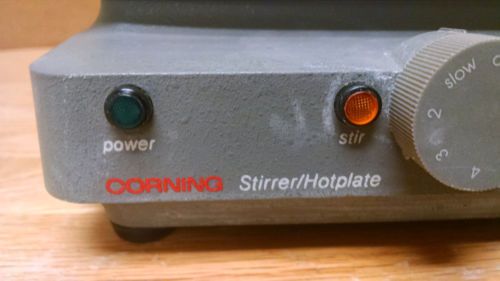 power
stir
CORNING Stirrer/Hotplate
slow
2
3
4